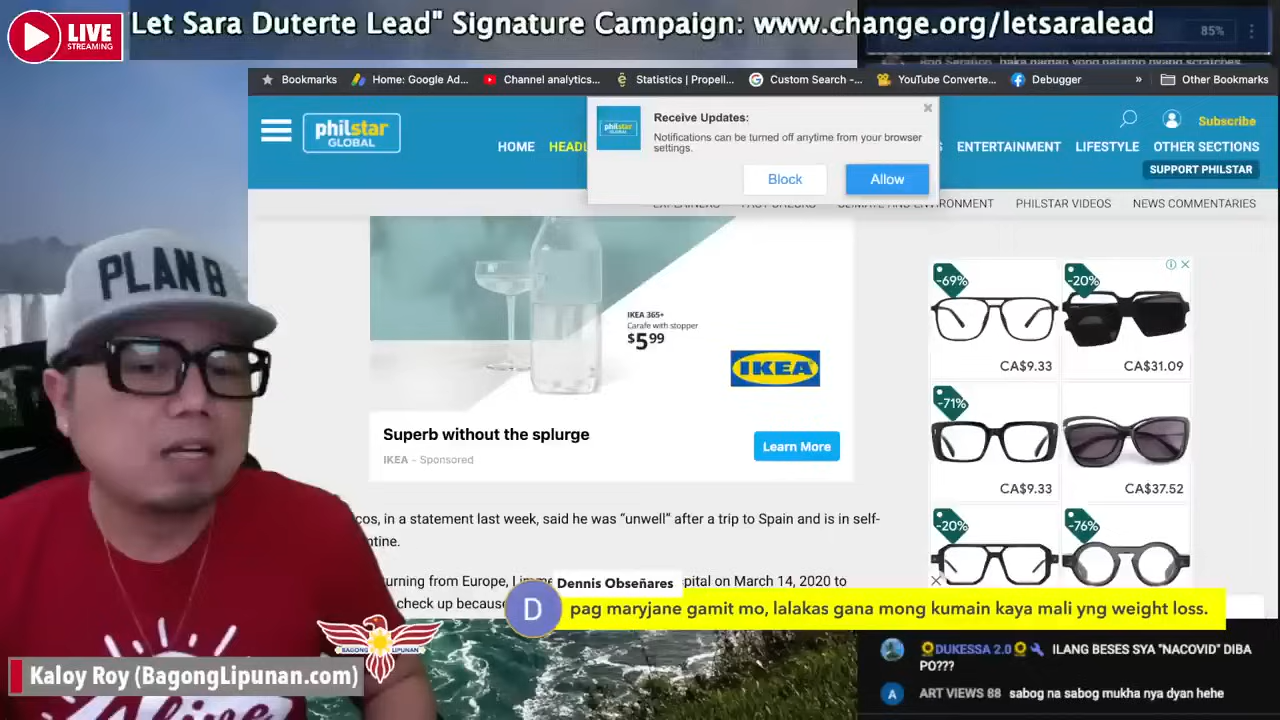 "Let Sara Duterte Lead" Signature Campaign: www.change.org/letsaralead
LIVE
STREAMING
85%
Bookmarks
Home: Google Ad...
Channel analytics...
Statistics | Propell...
Custom Search -...
YouTube Converte...
Debugger
»
Other Bookmarks
philstar
GLOBAL
HOME
HEADL
Receive Updates:
Notifications can be turned off anytime from your browser
settings.
Block
Allow
philstar
GLOBAL
S
ENTERTAINMENT
LIFESTYLE
OTHER SECTIONS
Subscribe
SUPPORT PHILSTAR
PHILSTAR VIDEOS
NEWS COMMENTARIES
IKEA 365+
Carafe with stopper
$5.99
IKEA
Superb without the splurge
IKEA – Sponsored
Learn More
-69%
-20%
CA$9.33
CA$31.09
-71%
CA$9.33
CA$37.52
-20%
-76%
PLAN B
cos, in a statement last week, said he was “unwell” after a trip to Spain and is in self-
ntine.
urning from Europe, I imme
pital on March 14, 2020 to
check up because
Dennis Obseñares
D
pag maryjane gamit mo, lalakas gana mong kumain kaya mali yng weight loss.
BAGONG LIPUNAN
Kaloy Roy (BagongLipunan.com)
DUKESSA 2.0 ILANG BESES SYA "NACOVID" DIBA
PO???
A
ART VIEWS 88 sabog na sabog mukha nya dyan hehe